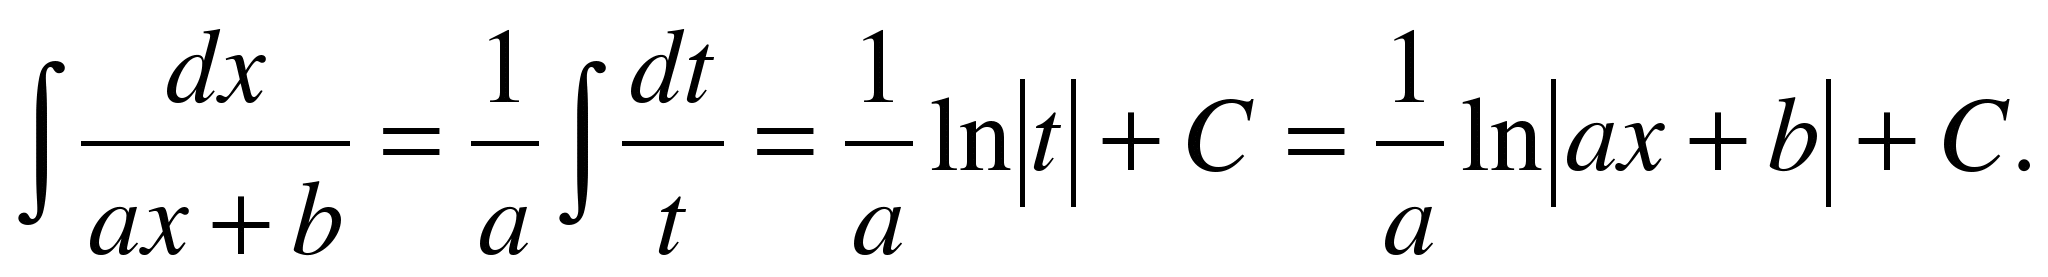 ∫ dx/(ax + b) = 1/a ∫ dt/t = 1/a ln|t| + C = 1/a ln|ax + b| + C.